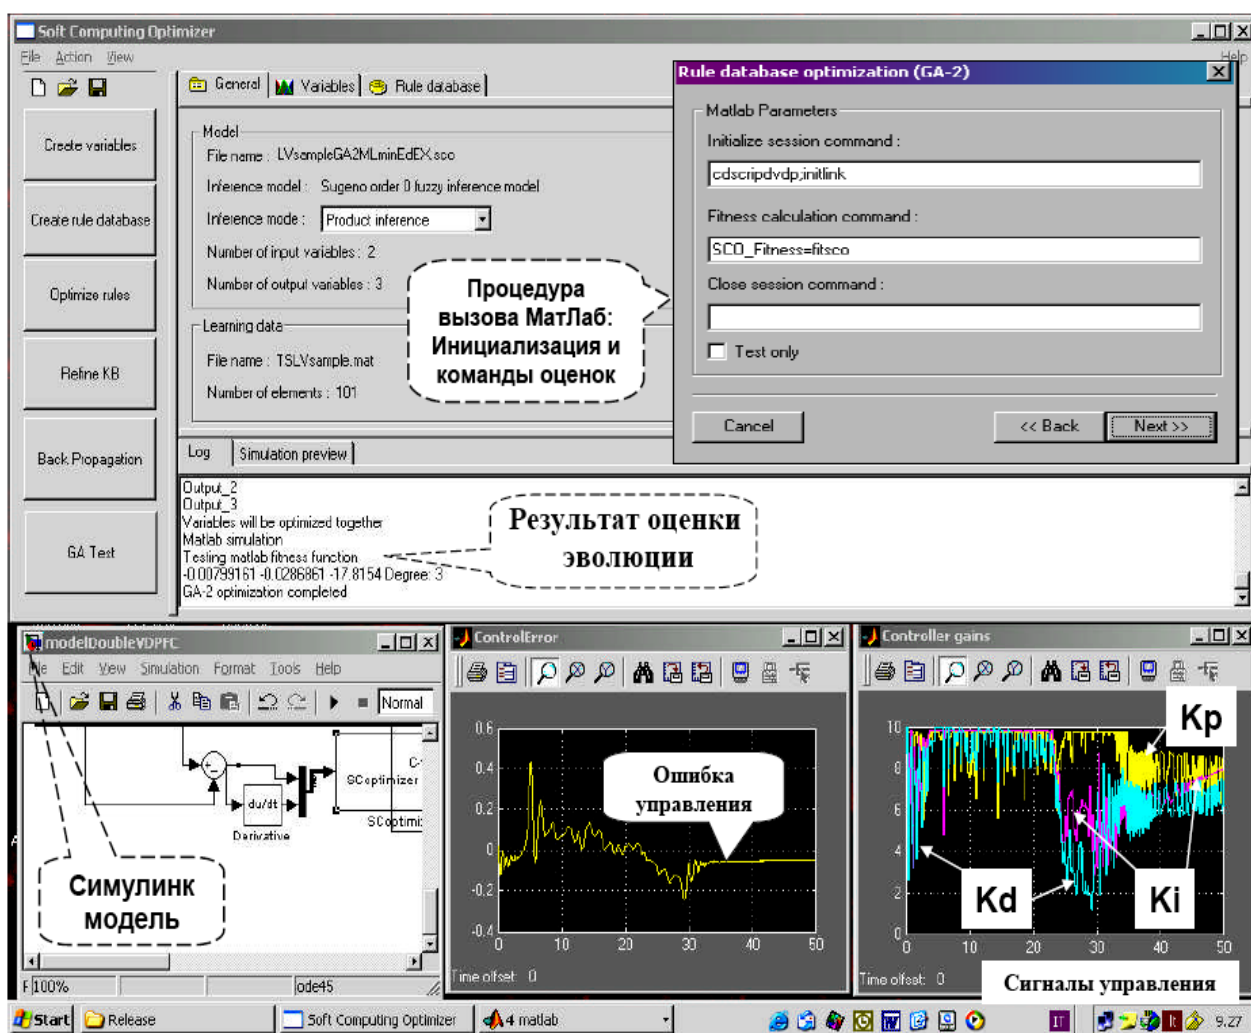 Soft Computing Optimizer
File Action View
Help
General
Variables
Rule database
Create variables
Create rule database
Optimize rules
Refine KB
Back Propagation
GA Test
Model
File name : LVsampleGA2MLminEdEX.sco
Inference model : Sugeno order 0 fuzzy inference model
Inference mode : Product inference
Number of input variables : 2
Number of output variables : 3
Learning data
File name : TSLVsample.mat
Number of elements : 101
Процедура
вызова МатЛаб:
Инициализация и
команды оценок
Rule database optimization (GA-2)
Matlab Parameters
Initialize session command :
cdscripdvdp;initlink
Fitness calculation command :
SCO_Fitness=fitsco
Close session command :
Test only
Cancel
<< Back
Next >>
Log
Simulation preview
Output_2
Output_3
Variables will be optimized together
Matlab simulation
Testing matlab fitness function
-0.00799161 -0.0286861 -17.8154 Degree: 3
GA-2 optimization completed
Результат оценки
эволюции
modelDoubleVDPFC
Edit View Simulation Format Tools Help
Normal
du/dt
Derivative
SCoptimizer
SCoptimi
Симулинк
модель
100%
ode45
ControlError
0.6
0.4
0.2
0
-0.2
-0.4
0 10 20 30 40 50
Time offset: 0
Ошибка
управления
Controller gains
10
8
6
4
2
0
0 10 20 30 40 50
Time offset: 0
Kp
Kd
Ki
Сигналы управления
Start
Release
Soft Computing Optimizer
4 matlab
IT
9.27